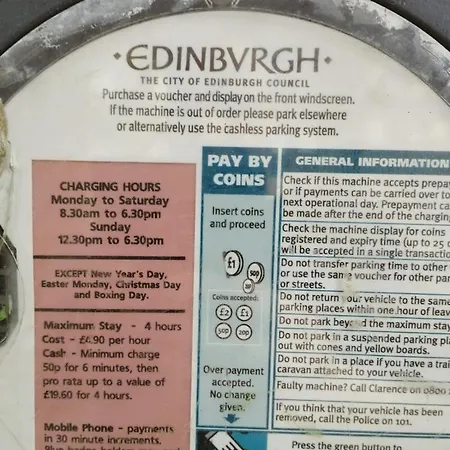 ·EDINBVRGH·
THE CITY OF EDINBURGH COUNCIL
Purchase a voucher and display on the front windscreen.
If the machine is out of order please park elsewhere
or alternatively use the cashless parking system.
CHARGING HOURS
Monday to Saturday
8.30am to 6.30pm
Sunday
12.30pm to 6.30pm
EXCEPT New Year's Day,
Easter Monday, Christmas Day
and Boxing Day.
Maximum Stay - 4 hours
Cost - £4.90 per hour
Cash - Minimum charge
50p for 6 minutes, then
pro rata up to a value of
£19.60 for 4 hours.
Mobile Phone - payments
in 30 minute increments.
PAY BY
COINS
Insert coins
and proceed
£1
50p
Coins accepted:
£2 £1
50p 20p
Over payment
accepted.
No change
given.
GENERAL INFORMATION
Check if this machine accepts prepay
or if payments can be carried over to
next operational day. Prepayment ca
be made after the end of the charging
Check the machine display for coins
registered and expiry time (up to 25 c
will be accepted in a single transacti
Do not transfer parking time to other
or use the same voucher for other par
or streets.
Do not return your vehicle to the same
parking places within one hour of leav
Do not park beyond the maximum stay
Do not park in a suspended parking pla
out with cones and yellow boards.
Do not park in a place if you have a trai
caravan attached to your vehicle.
Faulty machine? Call Clarence on 0800
If you think that your vehicle has been
removed, call the Police on 101.
Press the green button to